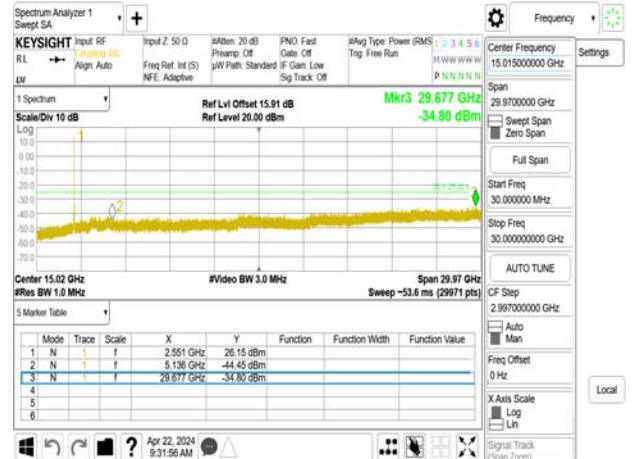 Spectrum Analyzer 1
Swept SA
+
Frequency
KEYSIGHT
RL
Input: RF
Coupling: DC
Align: Auto
Input Z: 50 Ω
Freq Ref: Int (S)
NFE: Adaptive
#Atten: 20 dB
Preamp: Off
µW Path: Standard
PNO: Fast
Gate: Off
IF Gain: Low
Sig Track: Off
#Avg Type: Power (RMS
Trig: Free Run
1 2 3 4 5 6
M W W W W W
P N N N N N
1 Spectrum
Scale/Div 10 dB
Ref Lvl Offset 15.91 dB
Ref Level 20.00 dBm
Mkr3 29.677 GHz
-34.80 dBm
Log
10.0
0.00
-10.0
-20.0
-30.0
-40.0
-50.0
-60.0
-70.0
1
2
Center 15.02 GHz
#Res BW 1.0 MHz
#Video BW 3.0 MHz
Span 29.97 GHz
Sweep ~53.6 ms (29971 pts)
5 Marker Table
Mode Trace Scale X Y Function Function Width Function Value
1 N 1 f 2.551 GHz 26.15 dBm
2 N 1 f 5.136 GHz -44.45 dBm
3 N 1 f 29.677 GHz -34.80 dBm
4
5
6
?
Apr 22, 2024
9:31:56 AM
Center Frequency
15.015000000 GHz
Settings
Span
29.9700000 GHz
Swept Span
Zero Span
Full Span
Start Freq
30.000000 MHz
Stop Freq
30.000000000 GHz
AUTO TUNE
CF Step
2.997000000 GHz
Auto
Man
Freq Offset
0 Hz
X Axis Scale
Log
Lin
Local
Signal Track
(Span Zoom)